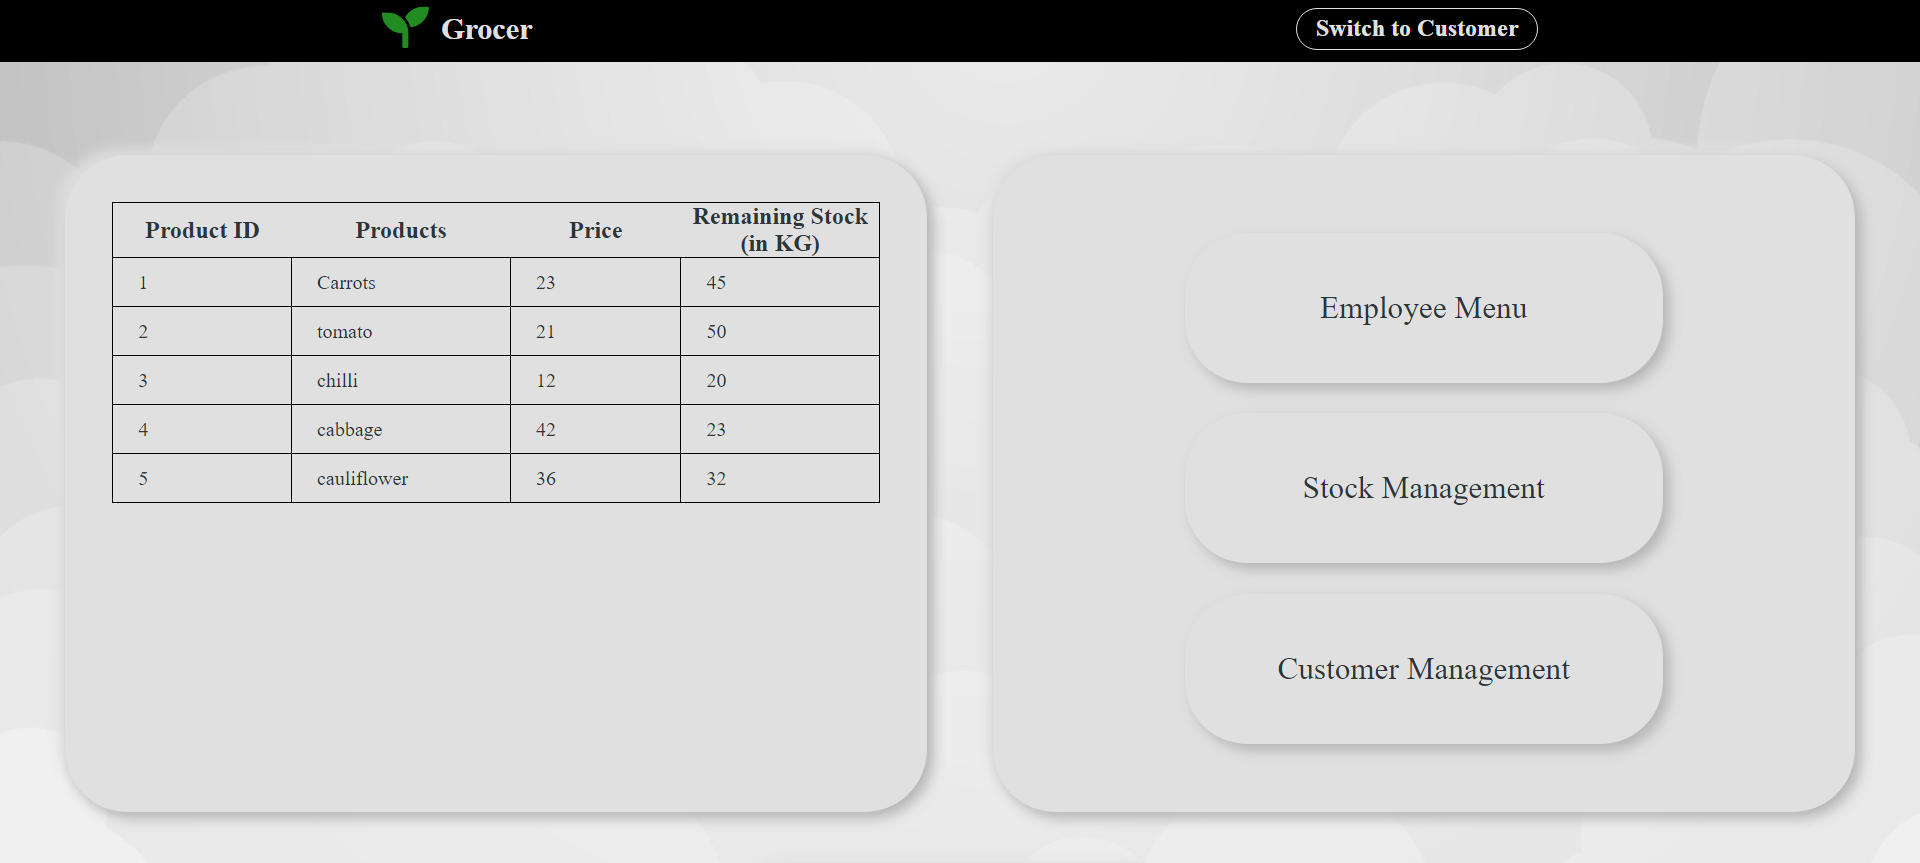 Grocer
Switch to Customer
Product ID Products Price Remaining Stock (in KG)
1 Carrots 23 45
2 tomato 21 50
3 chilli 12 20
4 cabbage 42 23
5 cauliflower 36 32
Employee Menu
Stock Management
Customer Management